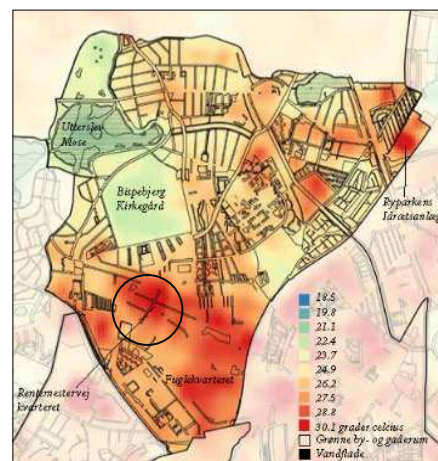 Utterslev
Mose
Bispebjerg
Kirkegård
Ryparkens
Idrætsanlæg
Rentemestervej
kvarteret
Fuglekvarteret
18.5
19.8
21.1
22.4
23.7
24.9
26.2
27.5
28.8
30.1 grader celcius
Grønne by- og gaderum
Vandflade